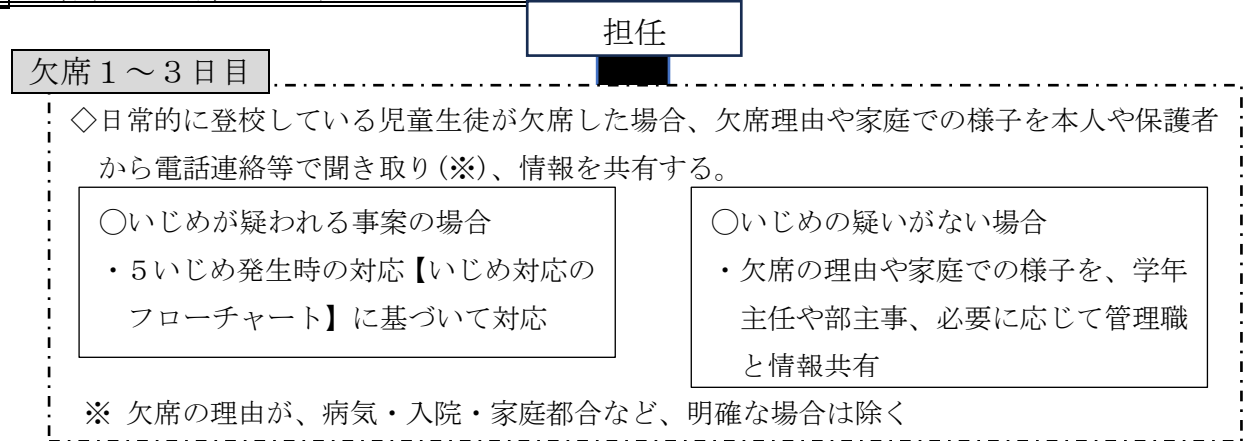 担任
欠席1～3日目
◇日常的に登校している児童生徒が欠席した場合、欠席理由や家庭での様子を本人や保護者
から電話連絡等で聞き取り(※)、情報を共有する。
○いじめが疑われる事案の場合
・5いじめ発生時の対応【いじめ対応の
フローチャート】に基づいて対応
○いじめの疑いがない場合
・欠席の理由や家庭での様子を、学年
主任や部主事、必要に応じて管理職
と情報共有
※ 欠席の理由が、病気・入院・家庭都合など、明確な場合は除く